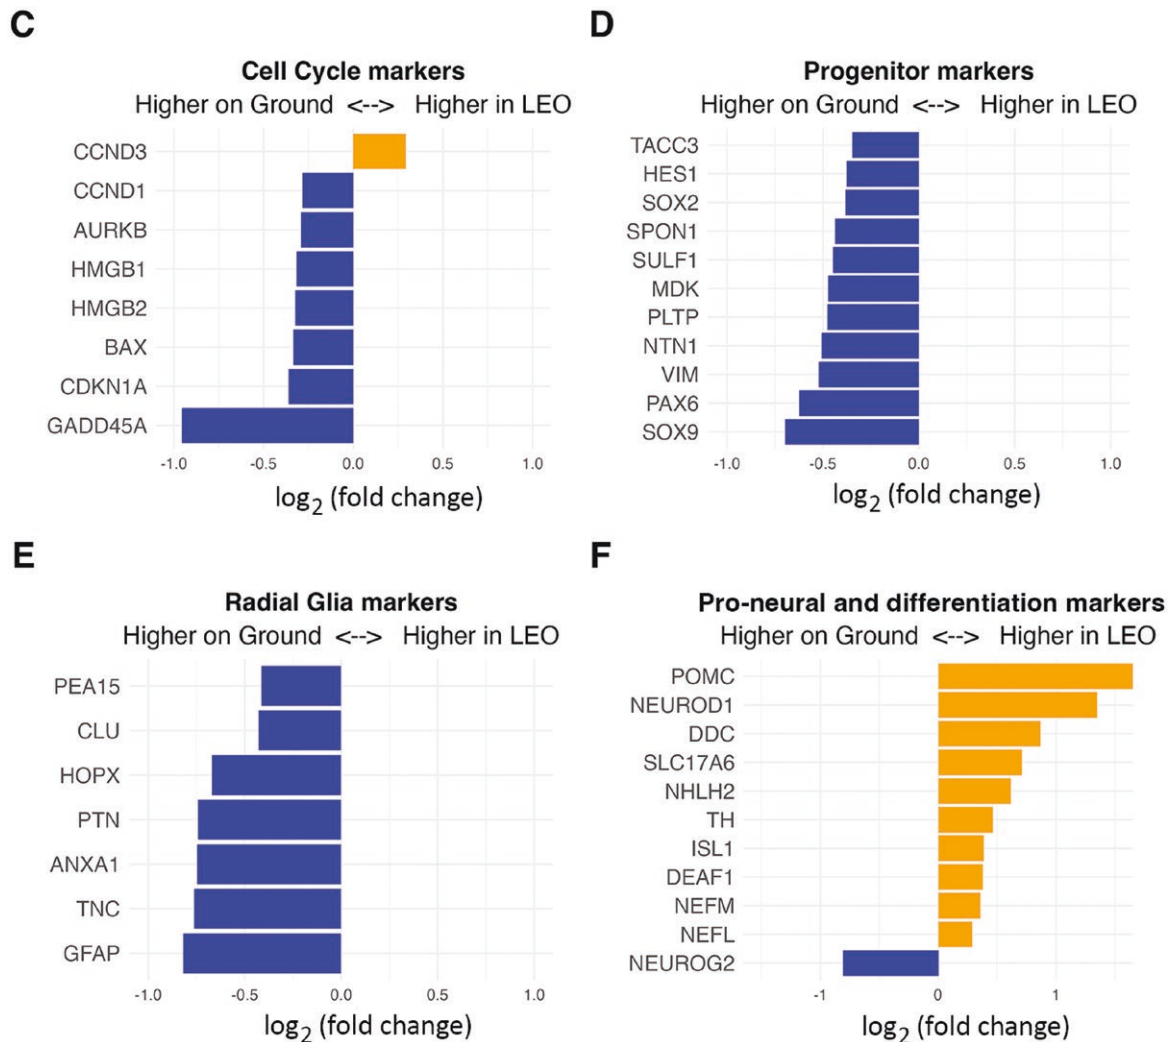 C
Cell Cycle markers
Higher on Ground <--> Higher in LEO
CCND3
CCND1
AURKB
HMGB1
HMGB2
BAX
CDKN1A
GADD45A
-1.0 -0.5 0.0 0.5 1.0
log2 (fold change)
D
Progenitor markers
Higher on Ground <--> Higher in LEO
TACC3
HES1
SOX2
SPON1
SULF1
MDK
PLTP
NTN1
VIM
PAX6
SOX9
-1.0 -0.5 0.0 0.5 1.0
log2 (fold change)
E
Radial Glia markers
Higher on Ground <--> Higher in LEO
PEA15
CLU
HOPX
PTN
ANXA1
TNC
GFAP
-1.0 -0.5 0.0 0.5 1.0
log2 (fold change)
F
Pro-neural and differentiation markers
Higher on Ground <--> Higher in LEO
POMC
NEUROD1
DDC
SLC17A6
NHLH2
TH
ISL1
DEAF1
NEFM
NEFL
NEUROG2
-1 0 1
log2 (fold change)